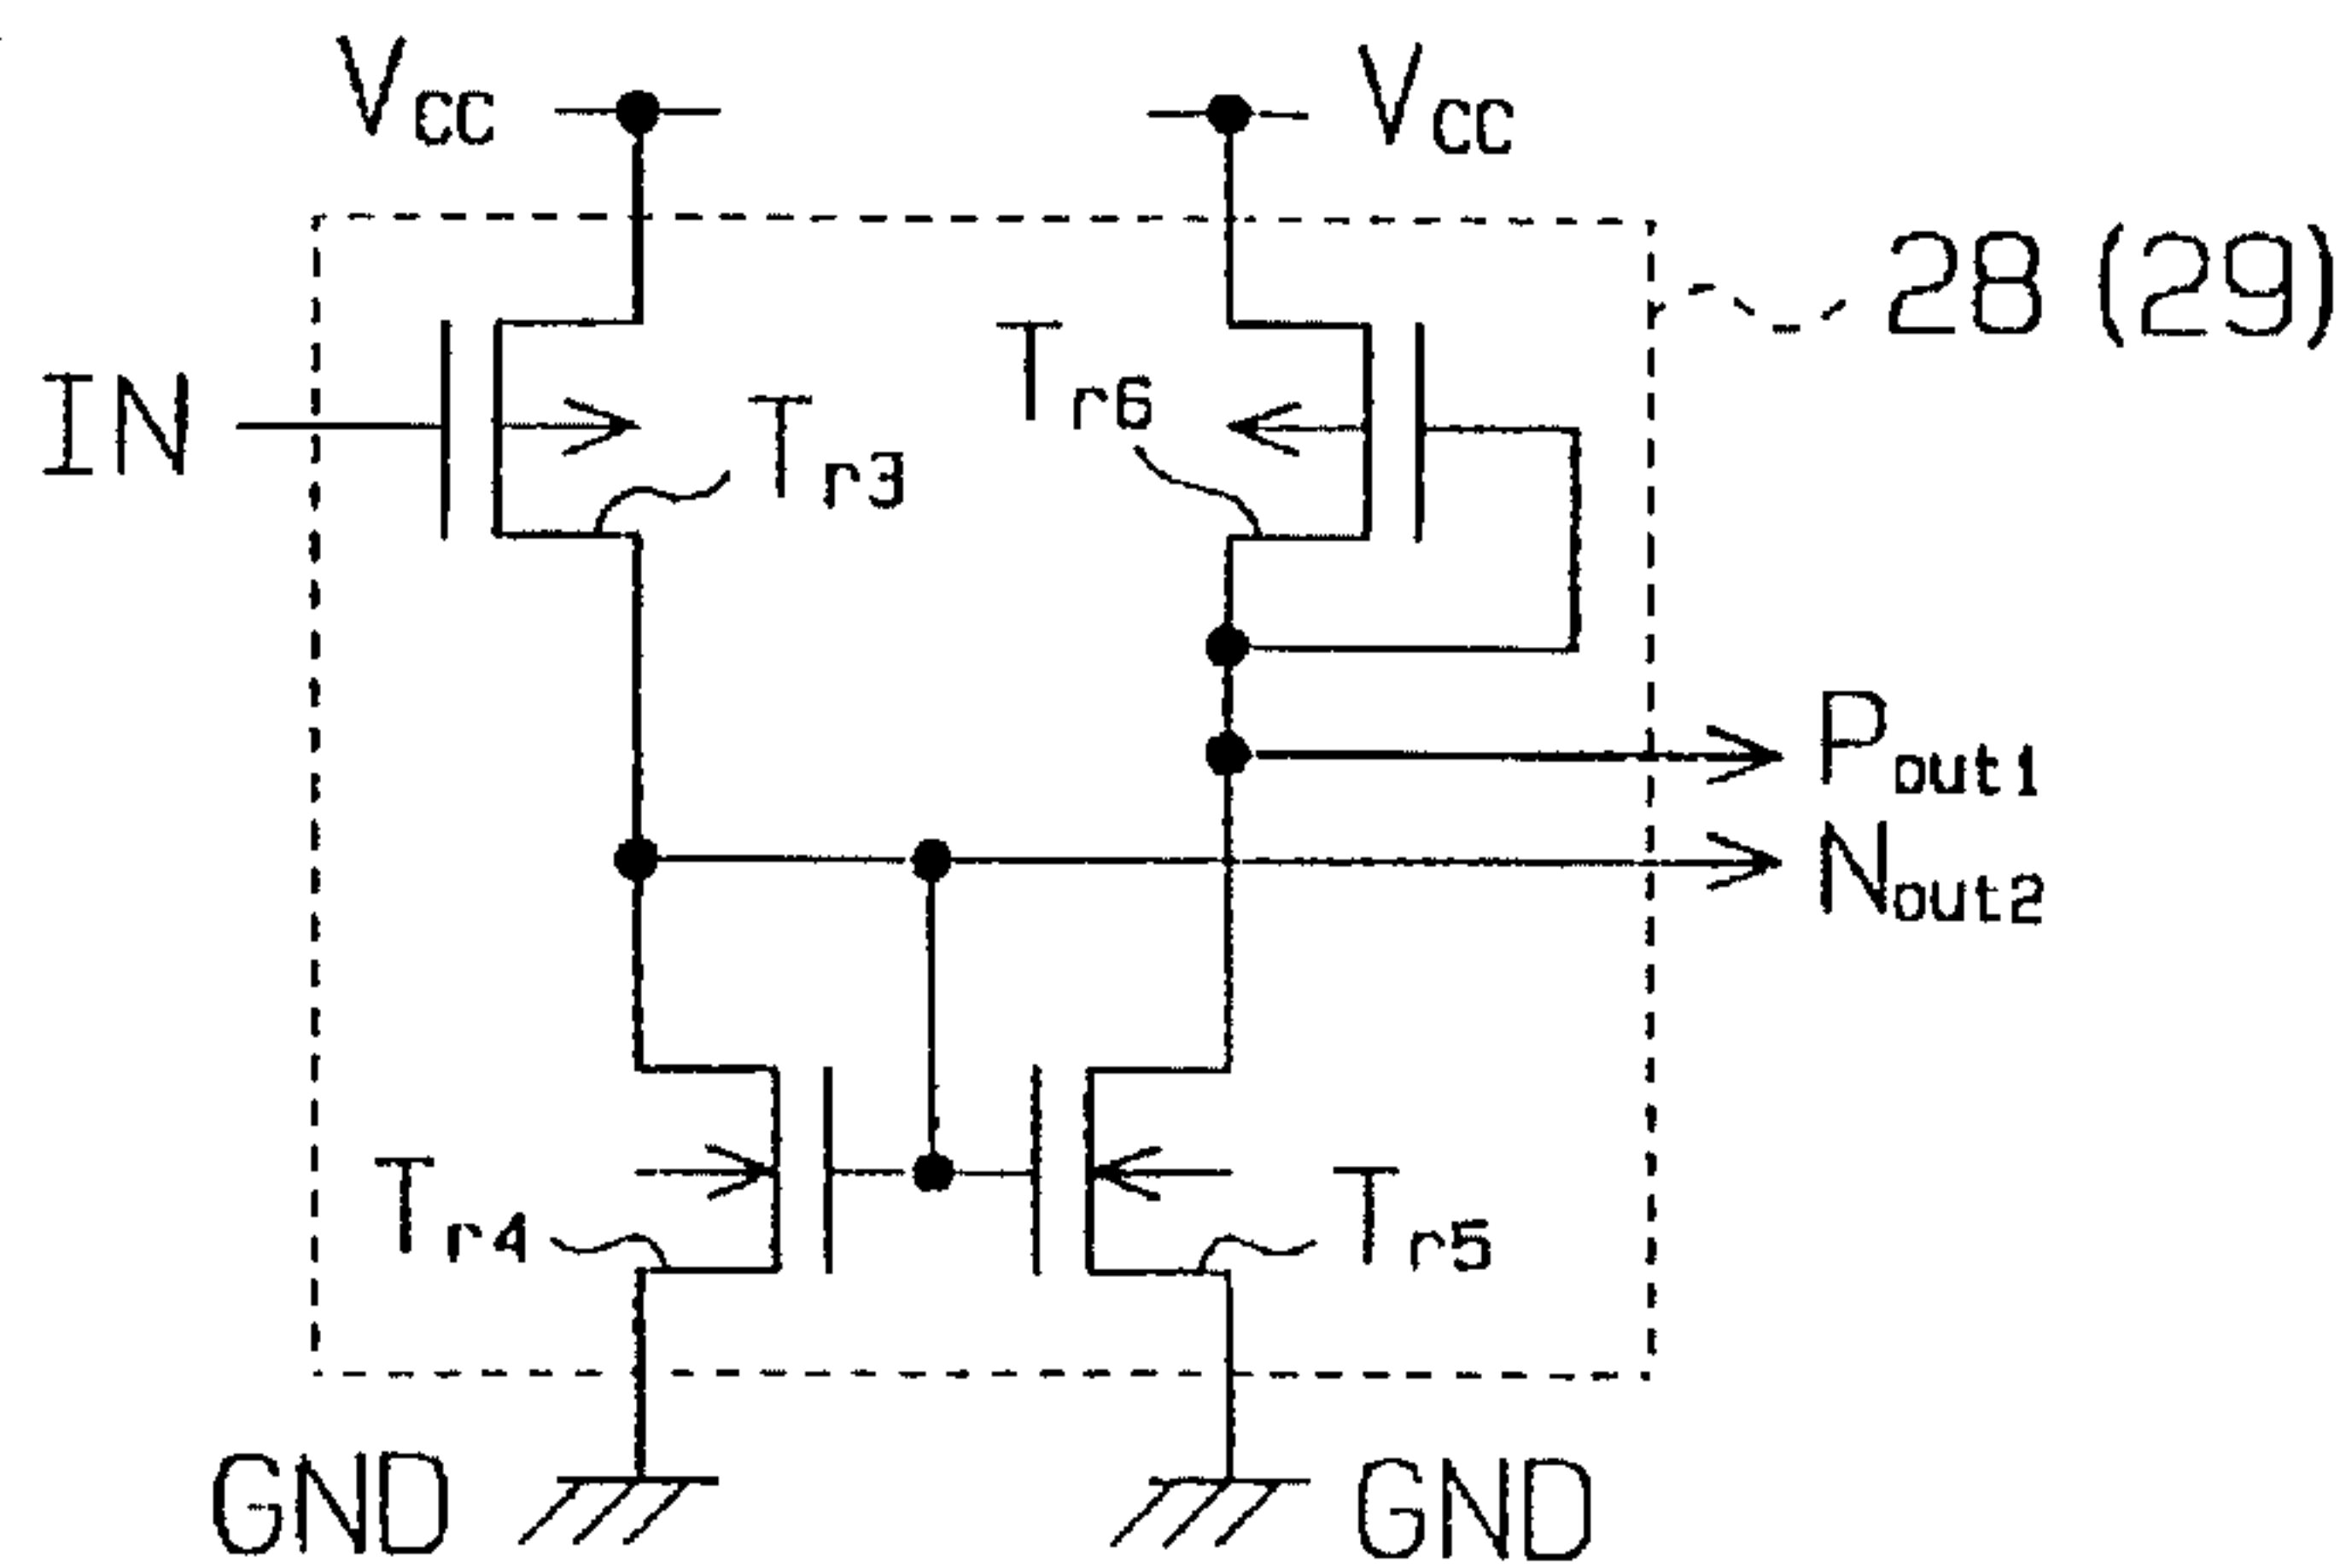 Vcc
Vcc
28 (29)
IN
Tr3
Tr6
Pout1
Nout2
Tr4
Tr5
GND
GND